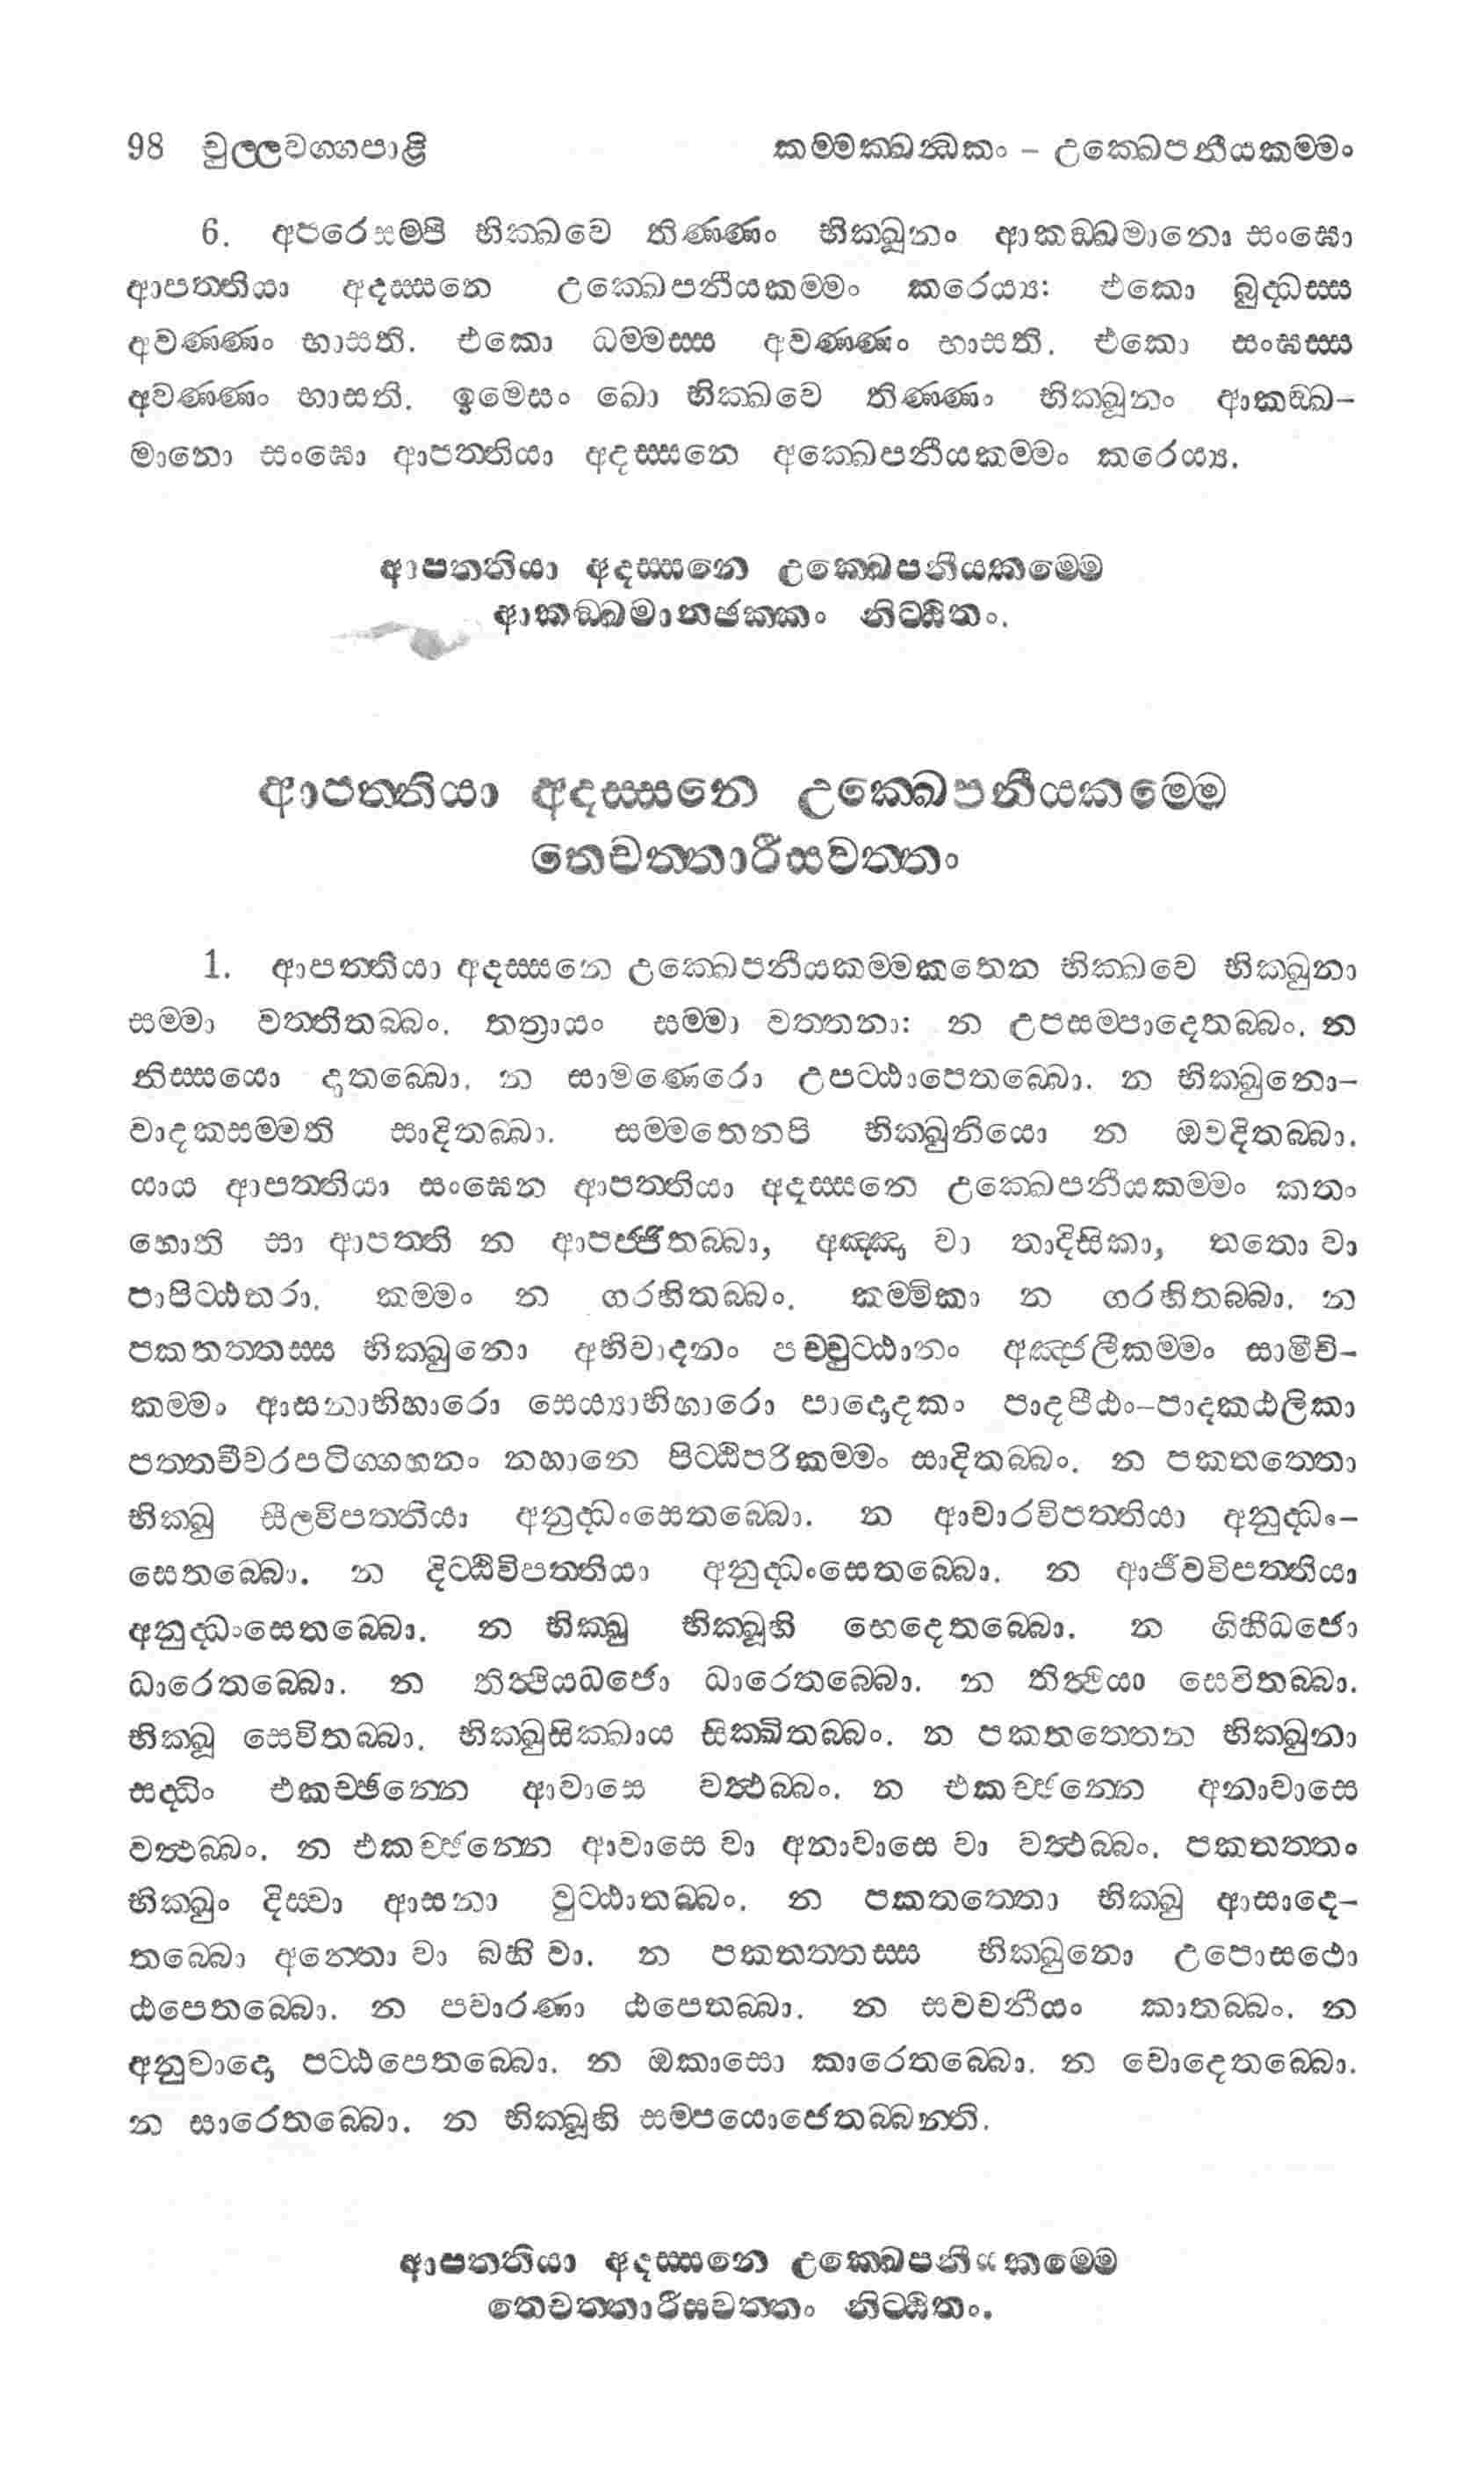 98 චුල්ලවග්ගපාළි කම්මක්ඛන්ධකං – උක්ඛෙපනීයකම්මං
6. අපරෙසම්පි භික්ඛවෙ තිණ්ණං භික්ඛූනං ආකඞ්ඛමානො සංඝො
ආපත්තියා අදස්සනෙ උක්ඛෙපනීයකම්මං කරෙය්‍ය: එකො බුද්ධස්ස
අවණ්ණං භාසති. එකො ධම්මස්ස අවණ්ණං භාසති. එකො සංඝස්ස
අවණ්ණං භාසති. ඉමෙසං ඛො භික්ඛවෙ තිණ්ණං භික්ඛූනං ආකඞ්ඛ-
මානො සංඝො ආපත්තියා අදස්සනෙ අක්ඛෙපනීයකම්මං කරෙය්‍ය.
ආපත්තියා අදස්සනෙ උක්ඛෙපනීයකම්මෙ
ආකඞ්ඛමානඡක්කං නිට්ඨිතං.
ආපත්තියා අදස්සනෙ උක්ඛෙපනීයකම්මෙ
තෙචත්තාරීසවත්තං
1. ආපත්තියා අදස්සනෙ උක්ඛෙපනීයකම්මකතෙන භික්ඛවෙ භික්ඛුනා
සම්මා වත්තිතබ්බං. තත්‍රායං සම්මා වත්තනා: න උපසම්පාදෙතබ්බං. න
නිස්සයො දාතබ්බො. න සාමණෙරො උපට්ඨාපෙතබ්බො. න භික්ඛුනො-
වාදකසම්මති සාදිතබ්බා. සම්මතෙනපි භික්ඛුනියො න ඔවදිතබ්බා.
යාය ආපත්තියා සංඝෙන ආපත්තියා අදස්සනෙ උක්ඛෙපනීයකම්මං කතං
හොති සා ආපත්ති න ආපජ්ජිතබ්බා, අඤ්ඤා වා තාදිසිකා, තතො වා
පාපිට්ඨතරා. කම්මං න ගරහිතබ්බං. කම්මිකා න ගරහිතබ්බා. න
පකතත්තස්ස භික්ඛුනො අභිවාදනං පච්චුට්ඨානං අඤ්ජලීකම්මං සාමීචි-
කම්මං ආසනාභිහාරො සෙය්‍යාභිහාරො පාදොදකං පාදපීඨං-පාදකඨලිකා
පත්තචීවරපටිග්ගහනං නහානෙ පිට්ඨිපරිකම්මං සාදිතබ්බං. න පකතත්තො
භික්ඛු සීලවිපත්තියා අනුද්ධංසෙතබ්බො. න ආචාරවිපත්තියා අනුද්ධං-
සෙතබ්බො. න දිට්ඨිවිපත්තියා අනුද්ධංසෙතබ්බො. න ආජීවවිපත්තියා
අනුද්ධංසෙතබ්බො. න භික්ඛු භික්ඛූහි භෙදෙතබ්බො. න ගිහීධජො
ධාරෙතබ්බො. න තිත්ථියධජො ධාරෙතබ්බො. න තිත්ථියා සෙවිතබ්බා.
භික්ඛූ සෙවිතබ්බා. භික්ඛුසික්ඛාය සික්ඛිතබ්බං. න පකතත්තෙන භික්ඛුනා
සද්ධිං එකච්ඡන්නෙ ආවාසෙ වත්ථබ්බං. න එකච්ඡන්නෙ අනාවාසෙ
වත්ථබ්බං. න එකච්ඡන්නෙ ආවාසෙ වා අනාවාසෙ වා වත්ථබ්බං. පකතත්තං
භික්ඛුං දිස්වා ආසනා වුට්ඨාතබ්බං. න පකතත්තො භික්ඛු ආසාදෙ-
තබ්බො අන්තො වා බහි වා. න පකතත්තස්ස භික්ඛුනො උපොසථො
ඨපෙතබ්බො. න පවාරණා ඨපෙතබ්බා. න සවචනීයං කාතබ්බං. න
අනුවාදො පට්ඨපෙතබ්බො. න ඔකාසො කාරෙතබ්බො. න චොදෙතබ්බො.
න සාරෙතබ්බො. න භික්ඛූහි සම්පයොජෙතබ්බන්ති.
ආපත්තියා අදස්සනෙ උක්ඛෙපනීයකම්මෙ
තෙචත්තාරීසවත්තං නිට්ඨිතං.